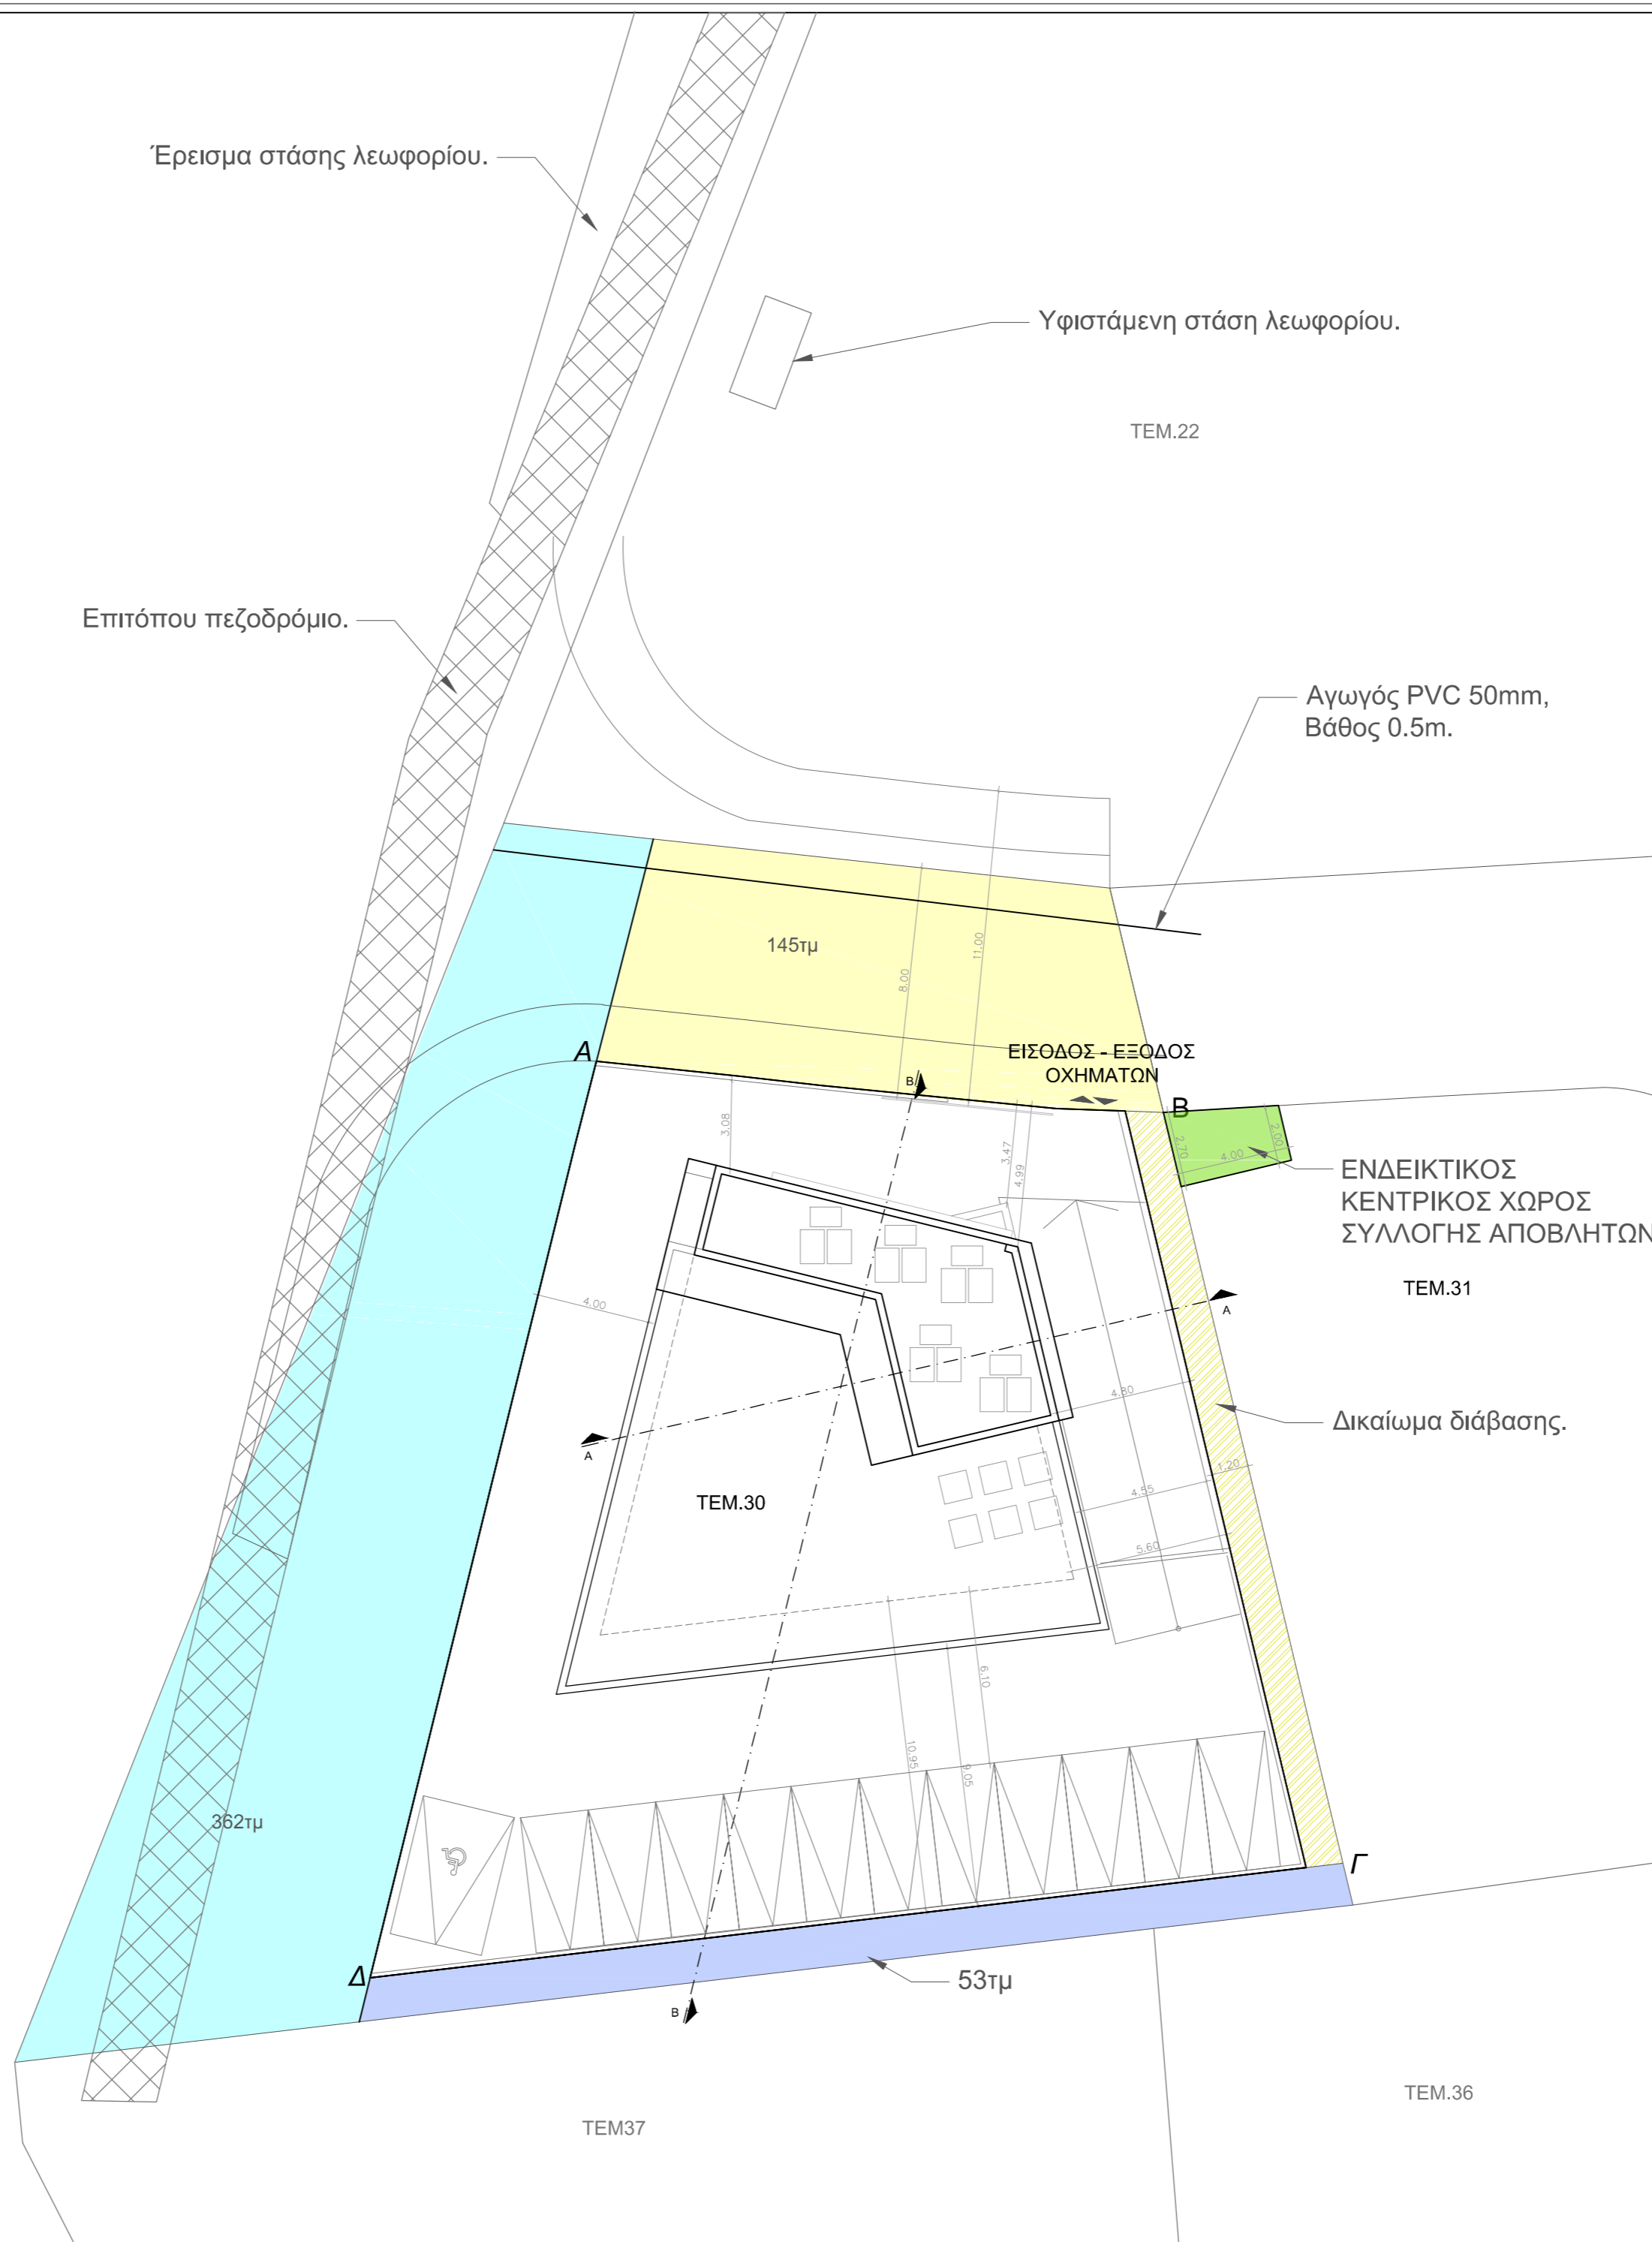 Έρεισμα στάσης λεωφορίου.
Υφιστάμενη στάση λεωφορίου.
ΤΕΜ.22
Επιτόπου πεζοδρόμιο.
Αγωγός PVC 50mm,
Βάθος 0.5m.
145τμ
8.00
11.00
Α
ΕΙΣΟΔΟΣ - ΕΞΟΔΟΣ
ΟΧΗΜΑΤΩΝ
Β
Β
3.08
3.47
4.99
2.70
4.00
2.00
ΕΝΔΕΙΚΤΙΚΟΣ
ΚΕΝΤΡΙΚΟΣ ΧΩΡΟΣ
ΣΥΛΛΟΓΗΣ ΑΠΟΒΛΗΤΩΝ
ΤΕΜ.31
4.00
Α
4.80
Δικαίωμα διάβασης.
Α
1.20
4.55
ΤΕΜ.30
5.60
6.10
10.95
9.05
362τμ
Γ
Δ
53τμ
Β
ΤΕΜ.36
ΤΕΜ37